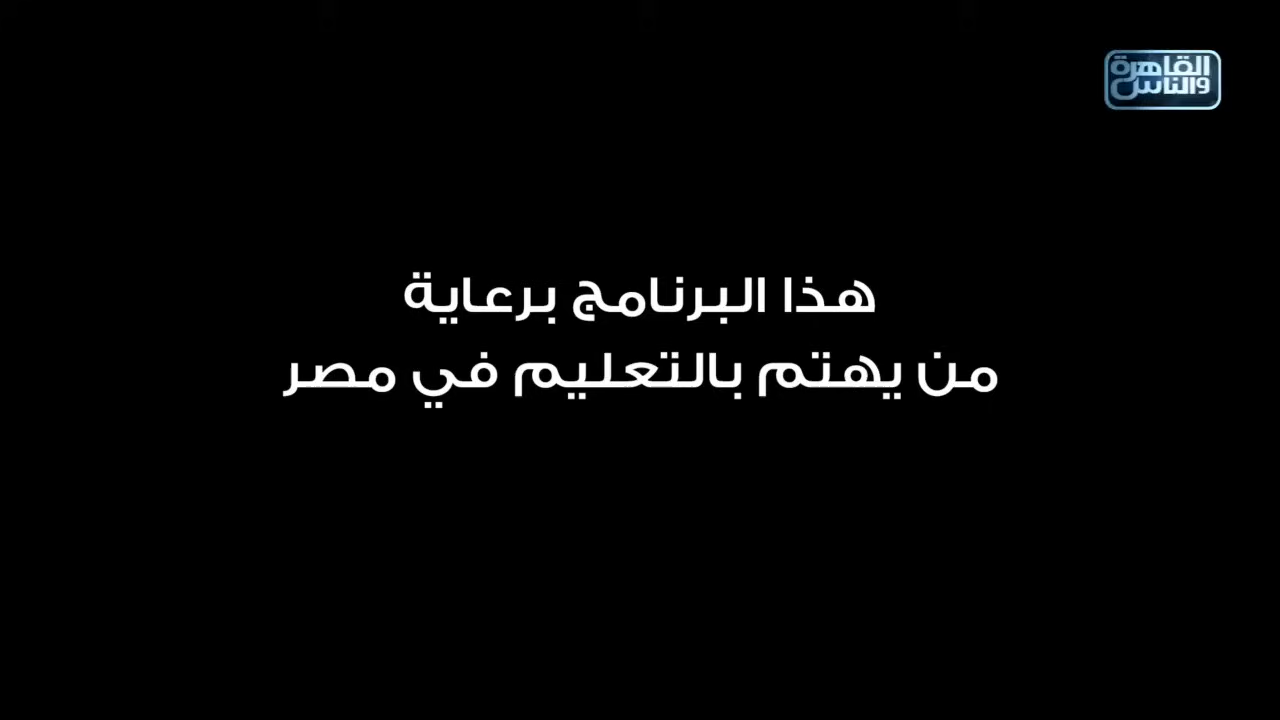 القاهرة
والناس
هذا البرنامج برعاية
من يهتم بالتعليم في مصر